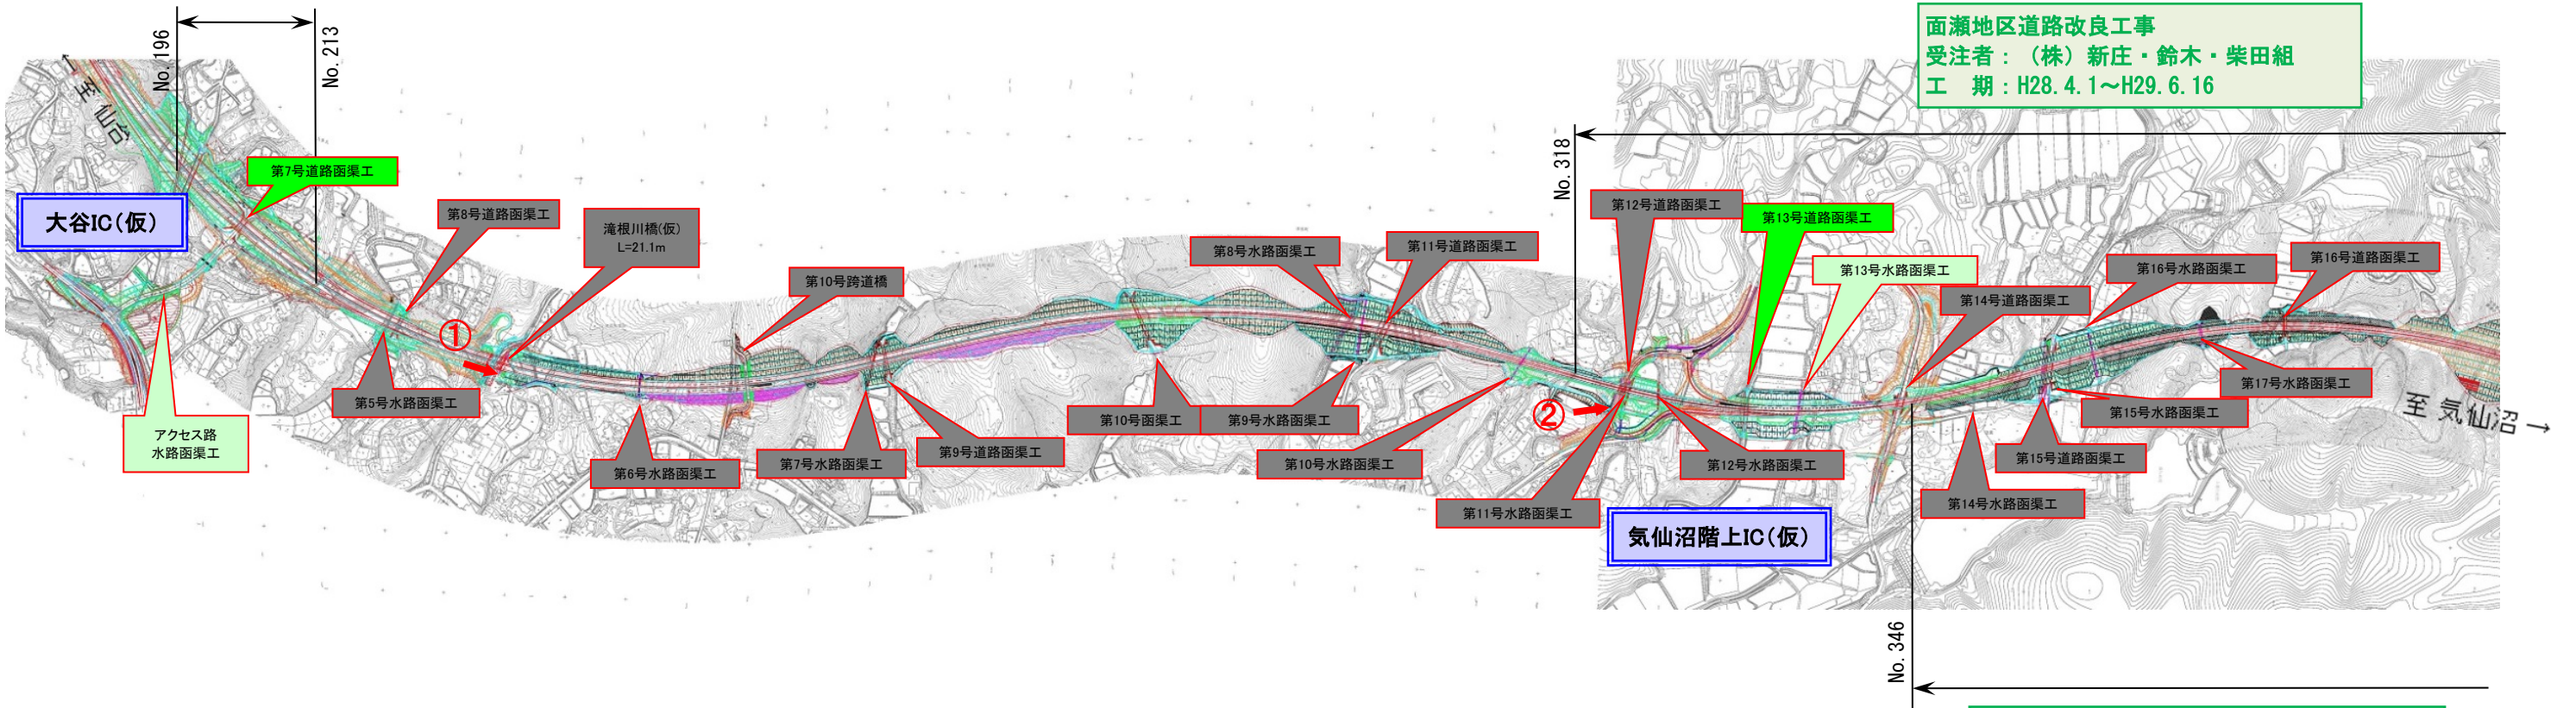 No. 196
No. 213
面瀬地区道路改良工事
受注者：（株）新庄・鈴木・柴田組
工　期：H28.4.1～H29.6.16
← 至 仙台
No. 318
第7号道路函渠工
大谷IC（仮）
第8号道路函渠工
滝根川橋(仮)
L=21.1m
第10号跨道橋
第8号水路函渠工
第11号道路函渠工
第12号道路函渠工
第13号道路函渠工
第13号水路函渠工
第14号道路函渠工
第16号水路函渠工
第16号道路函渠工
①
第5号水路函渠工
アクセス路
水路函渠工
第6号水路函渠工
第7号水路函渠工
第9号道路函渠工
第10号函渠工
第9号水路函渠工
第10号水路函渠工
②
第11号水路函渠工
第12号水路函渠工
気仙沼階上IC（仮）
第14号水路函渠工
第15号道路函渠工
第15号水路函渠工
第17号水路函渠工
至 気仙沼 →
No. 346